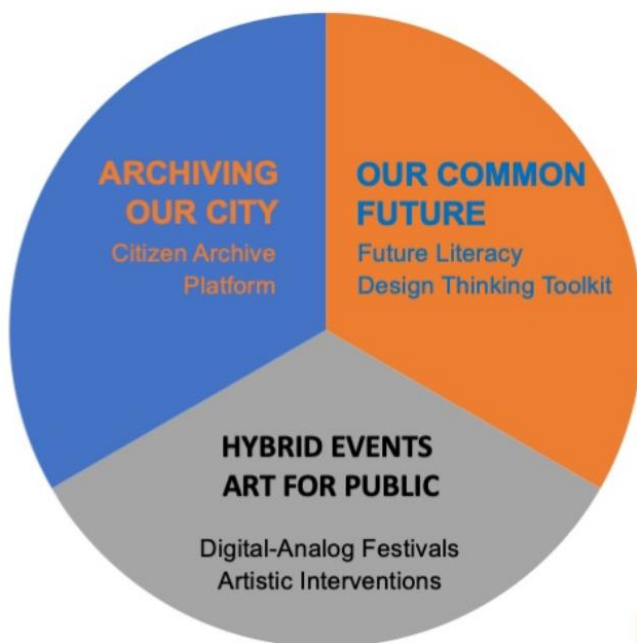 ARCHIVING
OUR CITY
Citizen Archive
Platform
OUR COMMON
FUTURE
Future Literacy
Design Thinking Toolkit
HYBRID EVENTS
ART FOR PUBLIC
Digital-Analog Festivals
Artistic Interventions